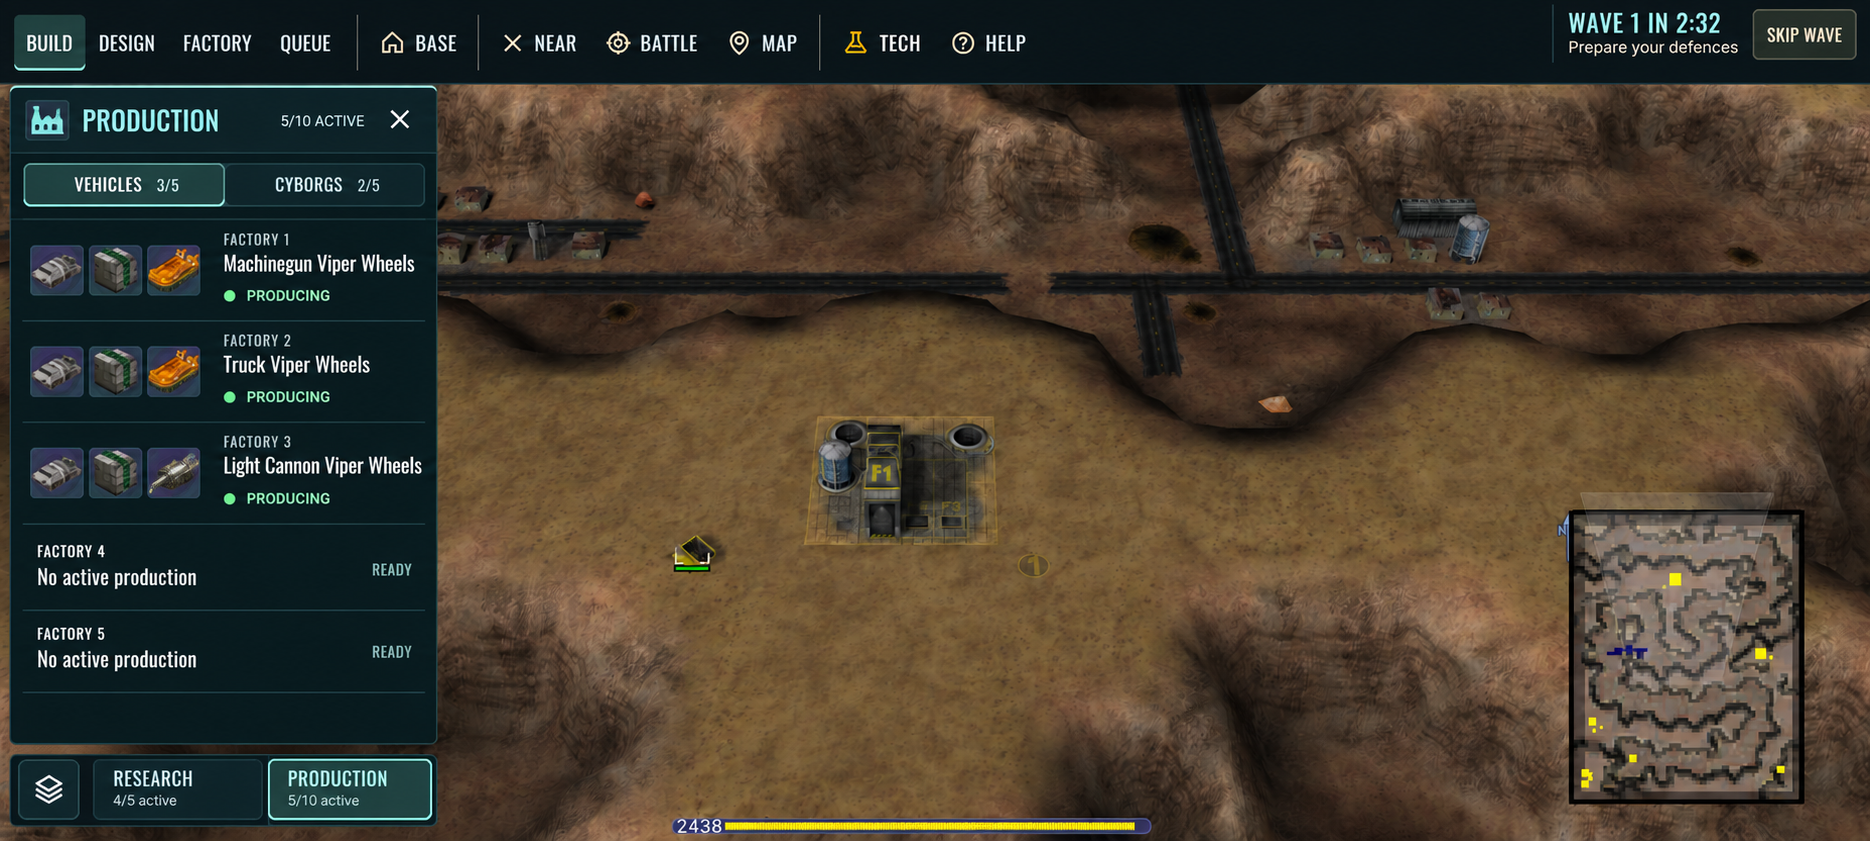 BUILD DESIGN FACTORY QUEUE BASE NEAR BATTLE MAP TECH HELP
WAVE 1 IN 2:32
Prepare your defences
SKIP WAVE
PRODUCTION 5/10 ACTIVE
VEHICLES 3/5 CYBORGS 2/5
FACTORY 1
Machinegun Viper Wheels
PRODUCING
FACTORY 2
Truck Viper Wheels
PRODUCING
FACTORY 3
Light Cannon Viper Wheels
PRODUCING
FACTORY 4
No active production
READY
FACTORY 5
No active production
READY
RESEARCH
4/5 active
PRODUCTION
5/10 active
F1
F3
1
N
2438